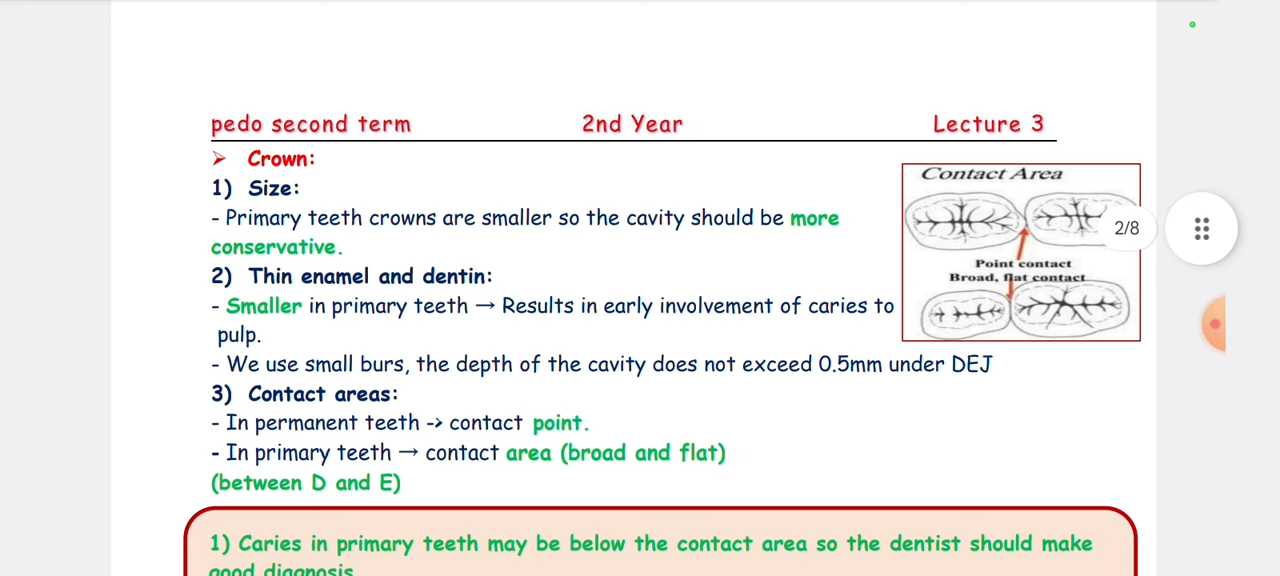 pedo second term 2nd Year Lecture 3
➢ Crown:
1) Size:
- Primary teeth crowns are smaller so the cavity should be more
conservative.
2) Thin enamel and dentin:
- Smaller in primary teeth → Results in early involvement of caries to
pulp.
- We use small burs, the depth of the cavity does not exceed 0.5mm under DEJ
3) Contact areas:
- In permanent teeth -> contact point.
- In primary teeth → contact area (broad and flat)
(between D and E)
Contact Area
Point contact
Broad, flat contact
2/8
1) Caries in primary teeth may be below the contact area so the dentist should make
good diagnosis